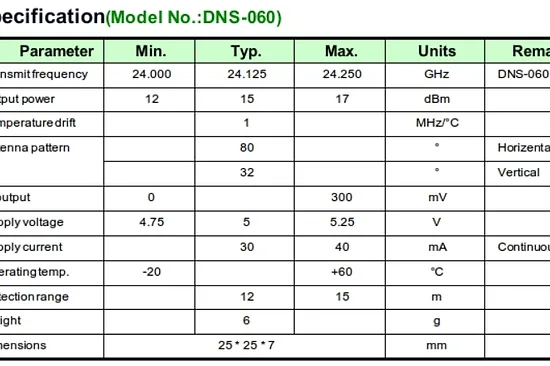 pecification(Model No.:DNS-060)
Parameter Min. Typ. Max. Units Rema
nsmit frequency 24.000 24.125 24.250 GHz DNS-060
tput power 12 15 17 dBm
mperature drift 1 MHz/°C
tenna pattern 80 ° Horizonta
32 ° Vertical
output 0 300 mV
pply voltage 4.75 5 5.25 V
pply current 30 40 mA Continuou
erating temp. -20 +60 °C
tection range 12 15 m
ight 6 g
mensions 25 * 25 * 7 mm